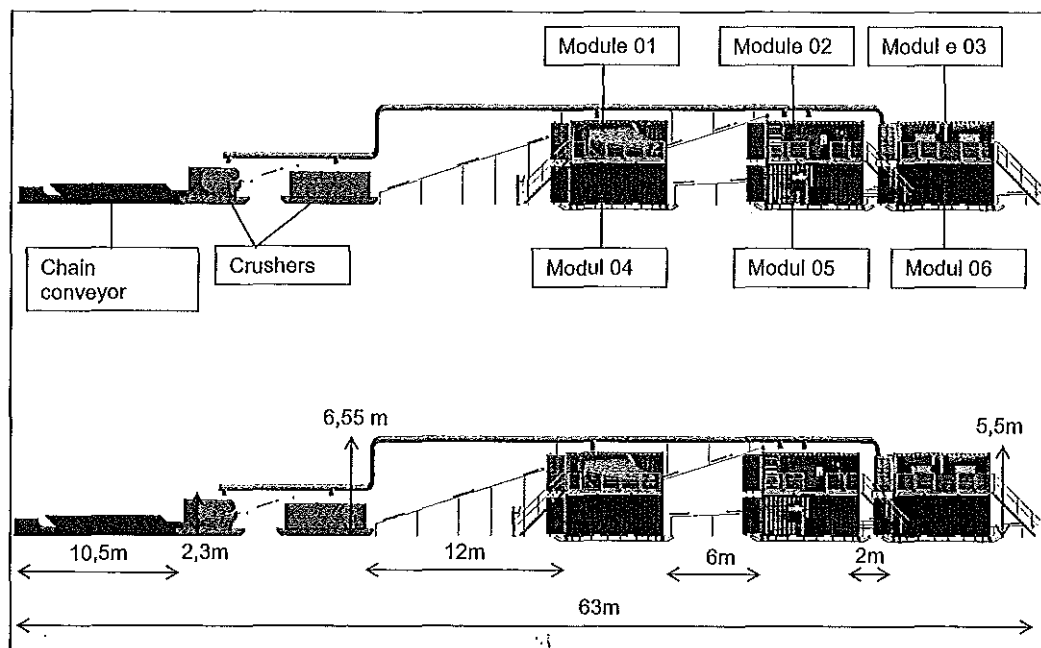 Module 01
Module 02
Modul e 03
Chain
conveyor
Crushers
Modul 04
Modul 05
Modul 06
6,55 m
5,5m
10,5m
2,3m
12m
6m
2m
63m